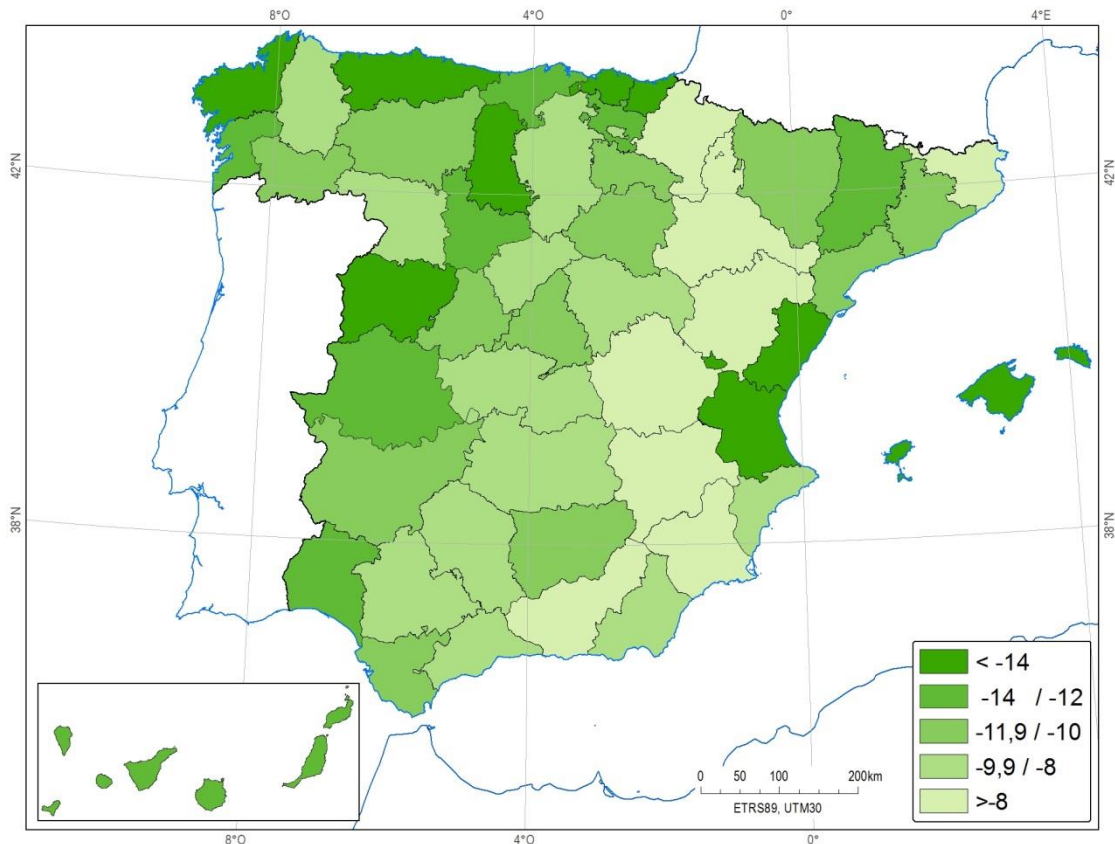 8°O 4°O 0° 4°E
42°N 42°N
38°N 38°N
< -14
-14 / -12
-11,9 / -10
-9,9 / -8
>-8
0 50 100 200km
ETRS89, UTM30
8°O 4°O 0°